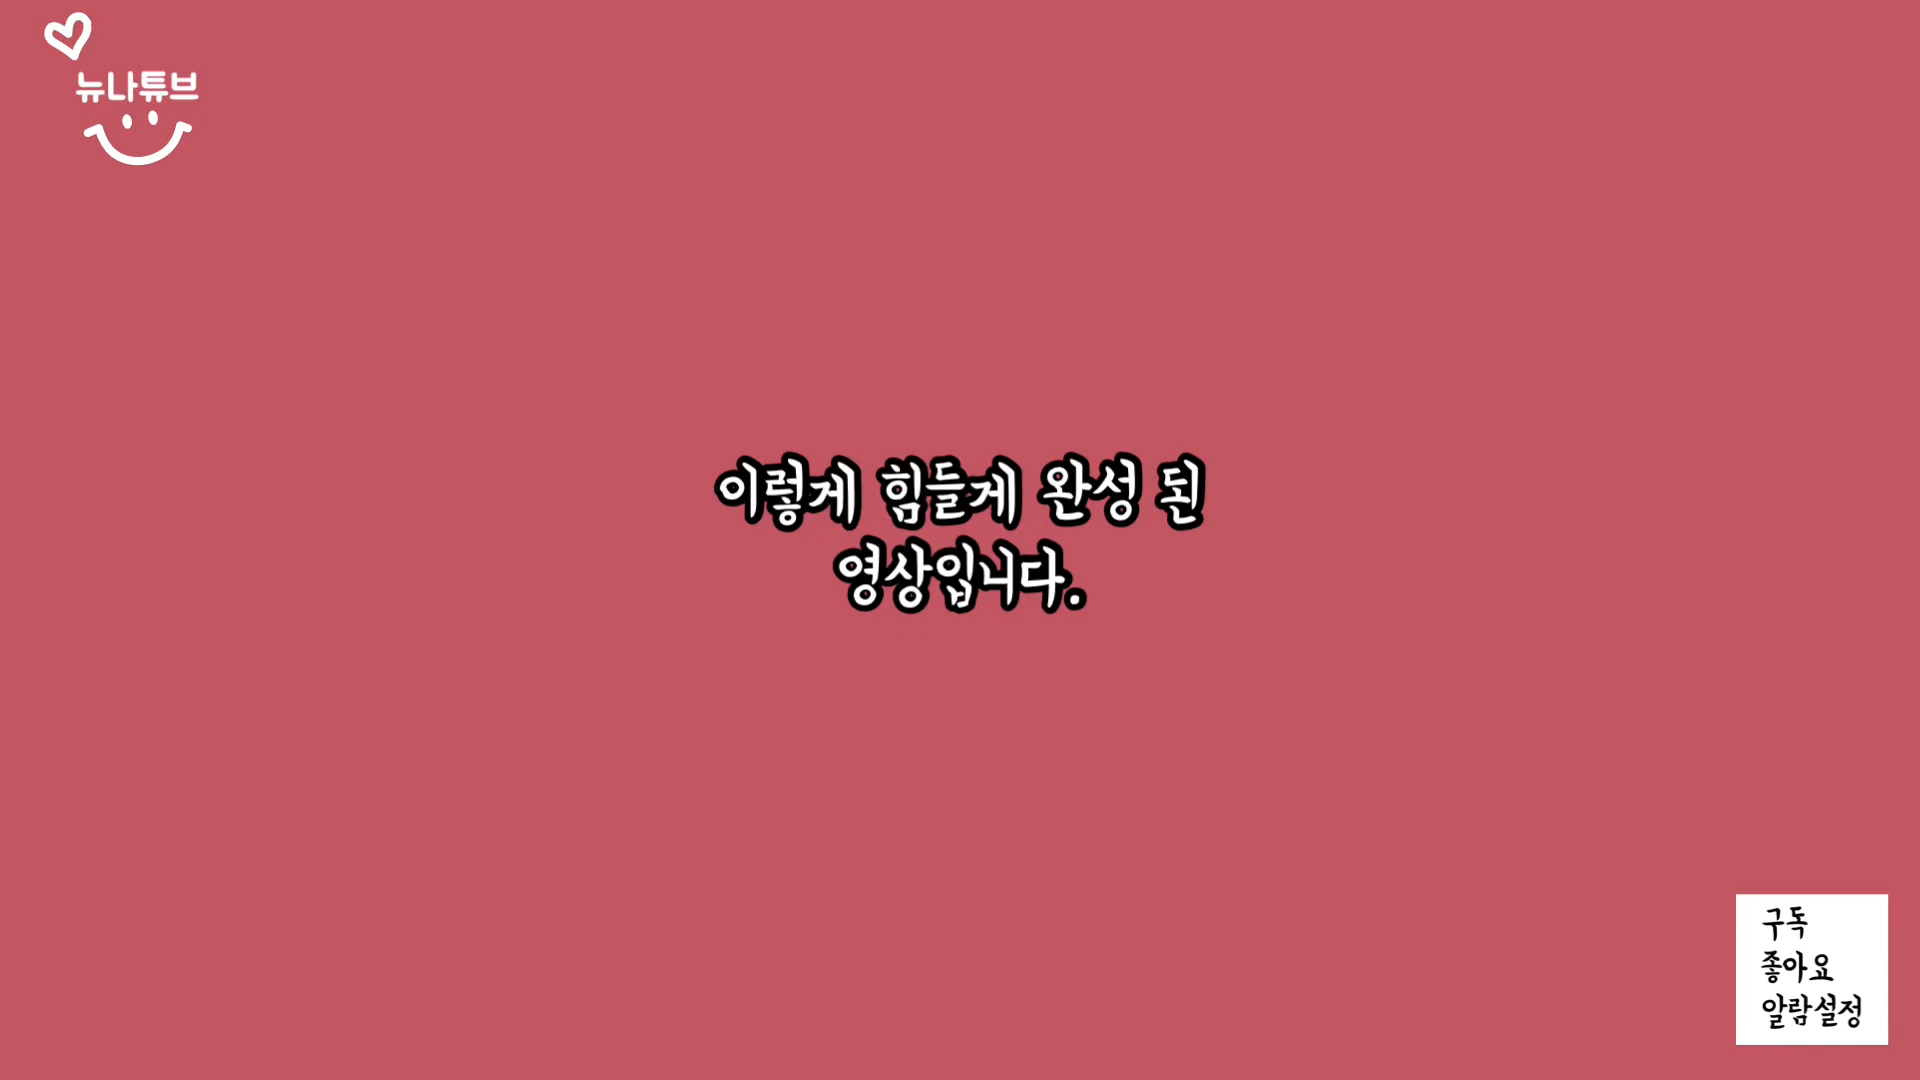 뉴나튜브
이렇게 힘들게 완성 된
영상입니다.
구독
좋아요
알람설정